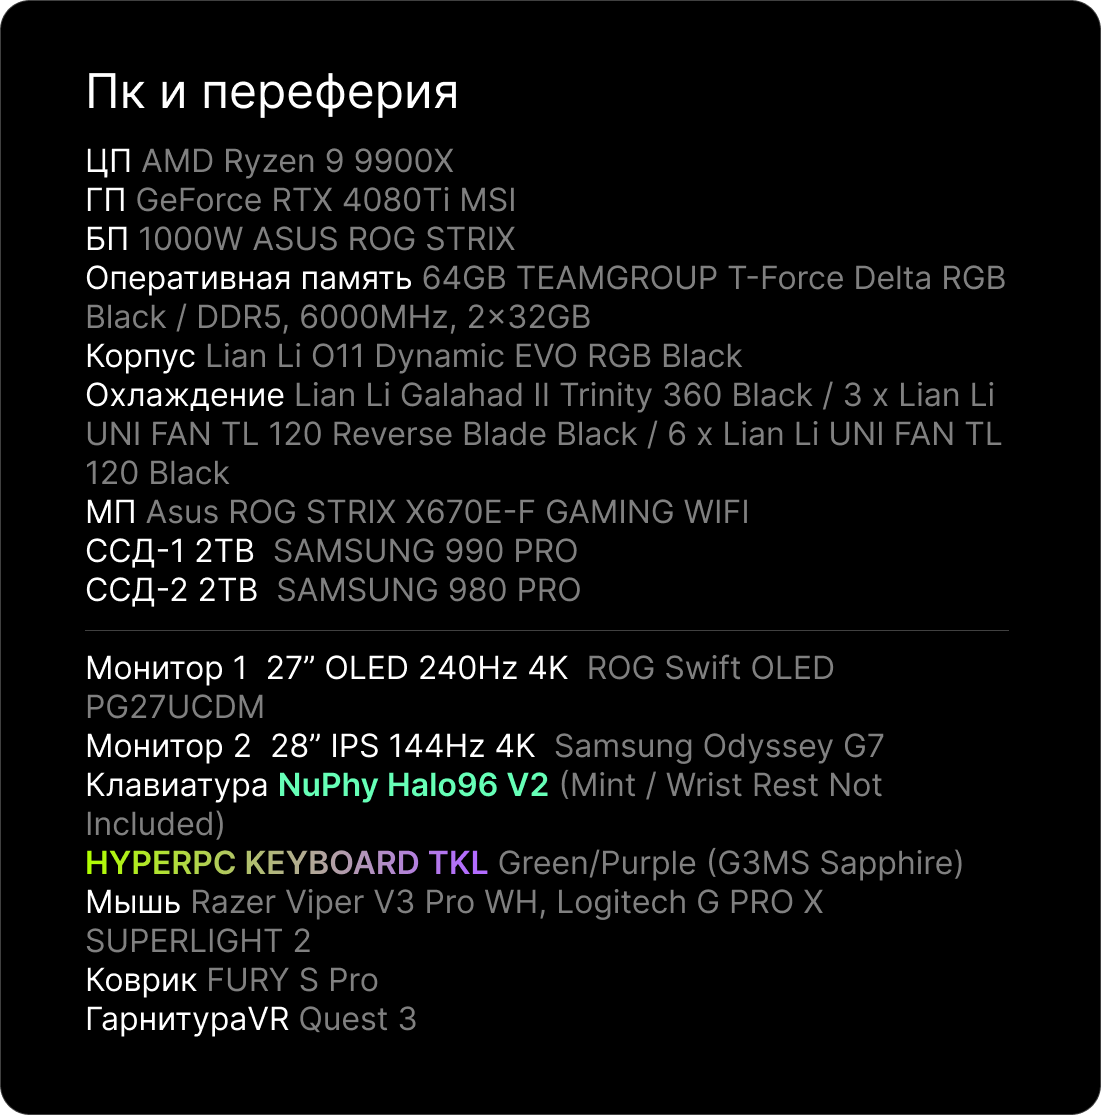 Пк и переферия
ЦП AMD Ryzen 9 9900X
ГП GeForce RTX 4080Ti MSI
БП 1000W ASUS ROG STRIX
Оперативная память 64GB TEAMGROUP T-Force Delta RGB
Black / DDR5, 6000MHz, 2×32GB
Корпус Lian Li O11 Dynamic EVO RGB Black
Охлаждение Lian Li Galahad II Trinity 360 Black / 3 x Lian Li
UNI FAN TL 120 Reverse Blade Black / 6 x Lian Li UNI FAN TL
120 Black
МП Asus ROG STRIX X670E-F GAMING WIFI
ССД-1 2TB  SAMSUNG 990 PRO
ССД-2 2TB  SAMSUNG 980 PRO
Монитор 1  27” OLED 240Hz 4K  ROG Swift OLED
PG27UCDM
Монитор 2  28” IPS 144Hz 4K  Samsung Odyssey G7
Клавиатура NuPhy Halo96 V2 (Mint / Wrist Rest Not
Included)
HYPERPC KEYBOARD TKL Green/Purple (G3MS Sapphire)
Мышь Razer Viper V3 Pro WH, Logitech G PRO X
SUPERLIGHT 2
Коврик FURY S Pro
ГарнитураVR Quest 3